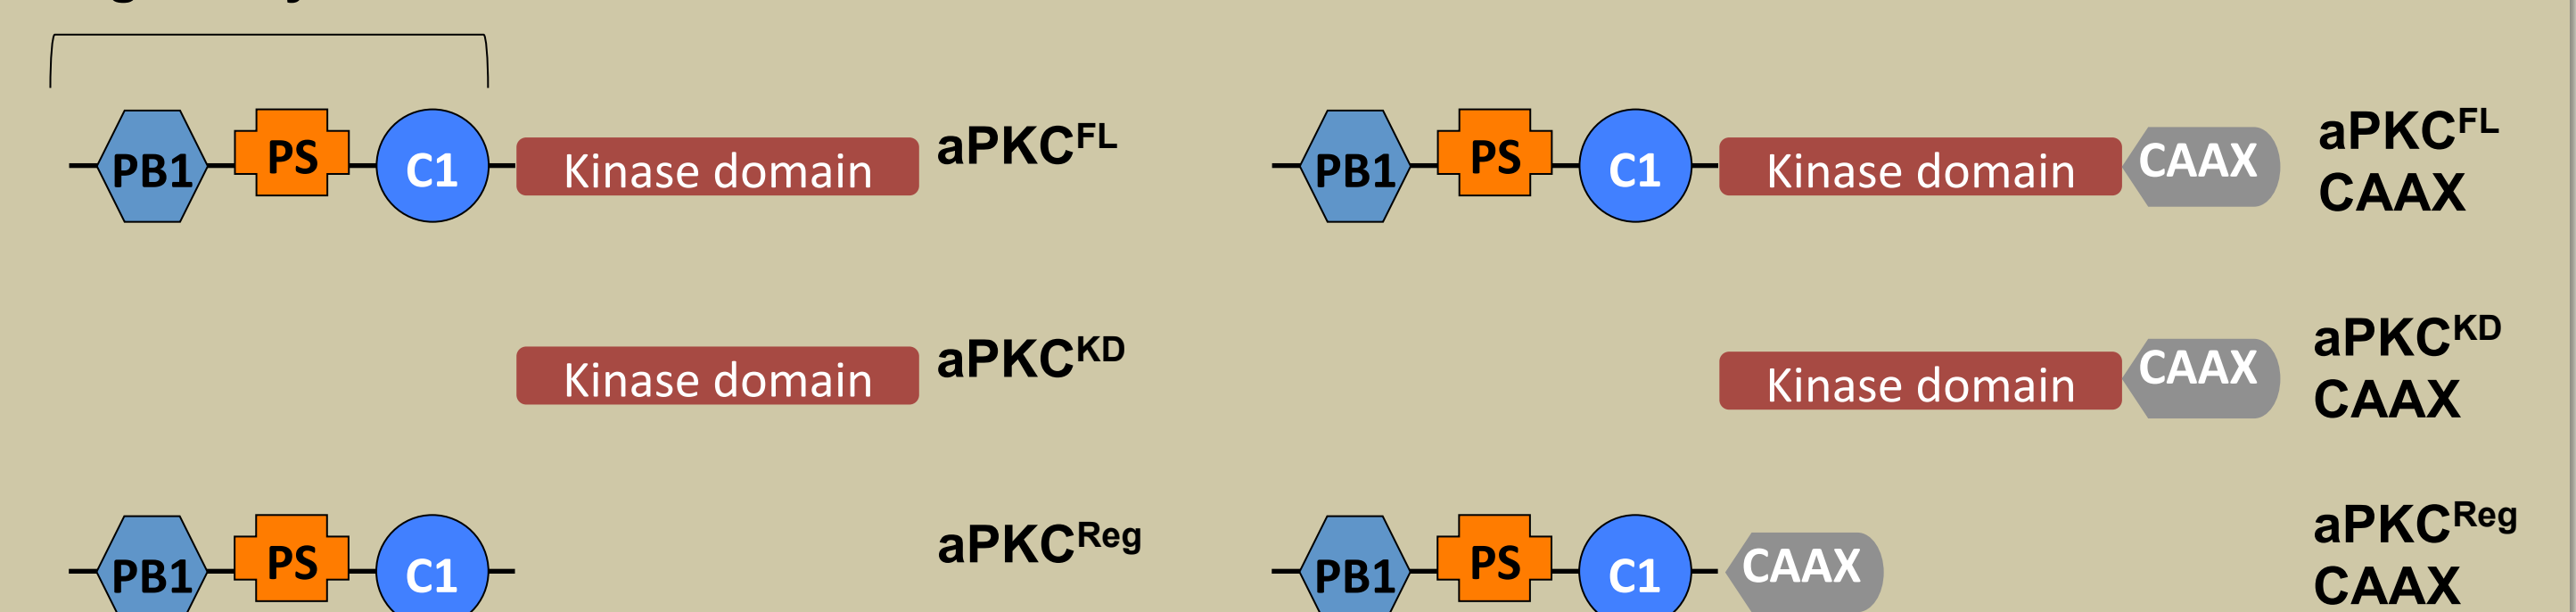 PB1 PS C1 Kinase domain aPKCFL
PB1 PS C1 Kinase domain CAAX aPKCFL
CAAX
Kinase domain aPKCKD
Kinase domain CAAX aPKCKD
CAAX
PB1 PS C1 aPKCReg
PB1 PS C1 CAAX aPKCReg
CAAX